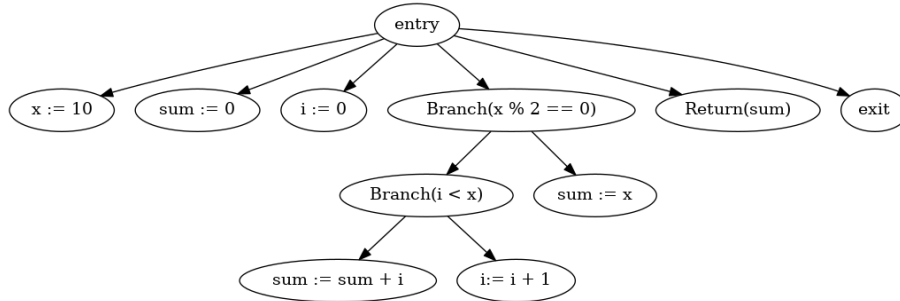 entry
x := 10
sum := 0
i := 0
Branch(x % 2 == 0)
Return(sum)
exit
Branch(i < x)
sum := x
sum := sum + i
i:= i + 1